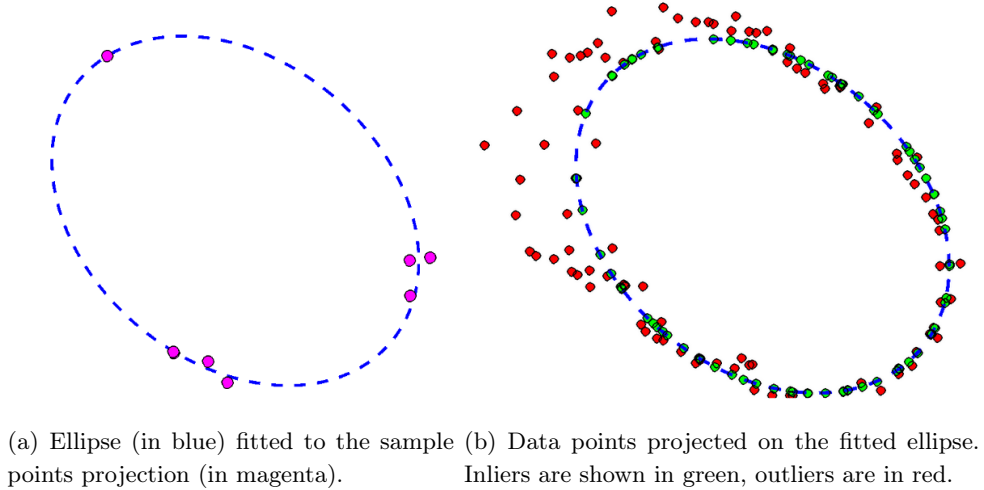 (a) Ellipse (in blue) fitted to the sample
points projection (in magenta).
(b) Data points projected on the fitted ellipse.
Inliers are shown in green, outliers are in red.